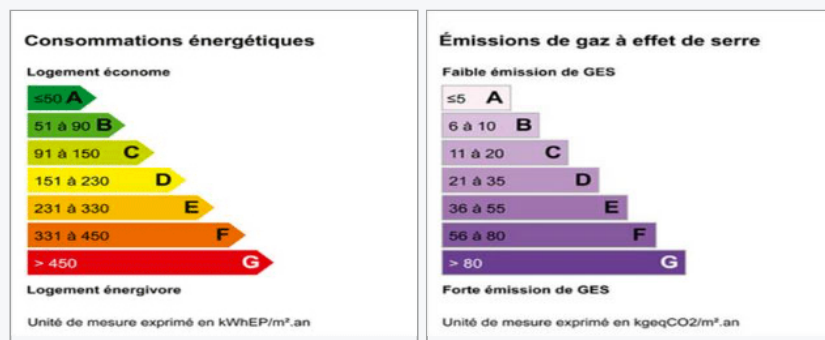 Consommations énergétiques
Logement économe
≤50 A
51 à 90 B
91 à 150 C
151 à 230 D
231 à 330 E
331 à 450 F
> 450 G
Logement énergivore
Unité de mesure exprimé en kWhEP/m².an
Émissions de gaz à effet de serre
Faible émission de GES
≤5 A
6 à 10 B
11 à 20 C
21 à 35 D
36 à 55 E
56 à 80 F
> 80 G
Forte émission de GES
Unité de mesure exprimé en kgeqCO2/m².an